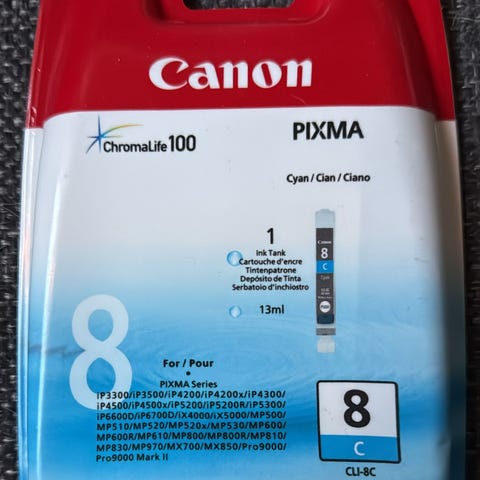 Canon
ChromaLife100
PIXMA
Cyan / Cian / Ciano
1
Ink Tank
Cartouche d'encre
Tintenpatrone
Depósito de Tinta
Serbatoio d'inchiostro
13ml
Canon
8
C
Cyan
8
For / Pour
PIXMA Series
iP3300/iP3500/iP4200/iP4200x/iP4300/
iP4500/iP4500x/iP5200/iP5200R/iP5300/
iP6600D/iP6700D/iX4000/iX5000/MP500/
MP510/MP520/MP520x/MP530/MP600/
MP600R/MP610/MP800/MP800R/MP810/
MP830/MP970/MX700/MX850/Pro9000/
Pro9000 Mark II
8
C
CLI-8C